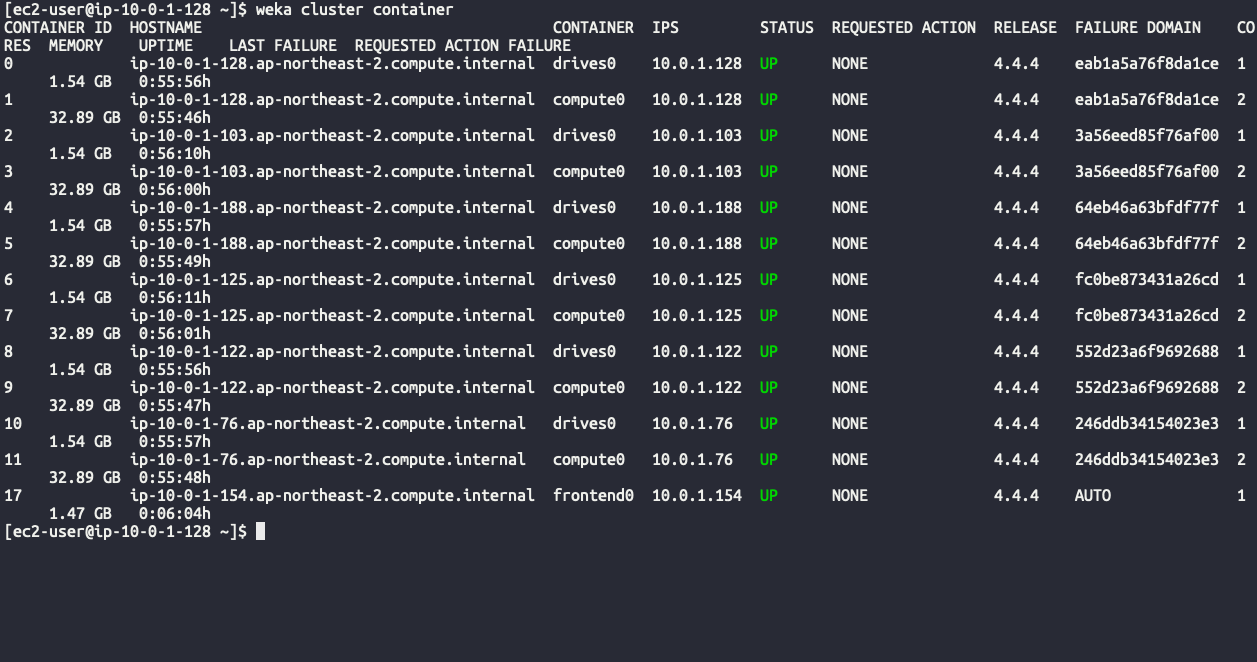 [ec2-user@ip-10-0-1-128 ~]$ weka cluster container
CONTAINER ID  HOSTNAME                                       CONTAINER  IPS         STATUS  REQUESTED ACTION  RELEASE  FAILURE DOMAIN    CO
RES  MEMORY    UPTIME    LAST FAILURE  REQUESTED ACTION FAILURE
0             ip-10-0-1-128.ap-northeast-2.compute.internal  drives0    10.0.1.128  UP      NONE              4.4.4    eab1a5a76f8da1ce  1
     1.54 GB   0:55:56h
1             ip-10-0-1-128.ap-northeast-2.compute.internal  compute0   10.0.1.128  UP      NONE              4.4.4    eab1a5a76f8da1ce  2
     32.89 GB  0:55:46h
2             ip-10-0-1-103.ap-northeast-2.compute.internal  drives0    10.0.1.103  UP      NONE              4.4.4    3a56eed85f76af00  1
     1.54 GB   0:56:10h
3             ip-10-0-1-103.ap-northeast-2.compute.internal  compute0   10.0.1.103  UP      NONE              4.4.4    3a56eed85f76af00  2
     32.89 GB  0:56:00h
4             ip-10-0-1-188.ap-northeast-2.compute.internal  drives0    10.0.1.188  UP      NONE              4.4.4    64eb46a63bfdf77f  1
     1.54 GB   0:55:57h
5             ip-10-0-1-188.ap-northeast-2.compute.internal  compute0   10.0.1.188  UP      NONE              4.4.4    64eb46a63bfdf77f  2
     32.89 GB  0:55:49h
6             ip-10-0-1-125.ap-northeast-2.compute.internal  drives0    10.0.1.125  UP      NONE              4.4.4    fc0be873431a26cd  1
     1.54 GB   0:56:11h
7             ip-10-0-1-125.ap-northeast-2.compute.internal  compute0   10.0.1.125  UP      NONE              4.4.4    fc0be873431a26cd  2
     32.89 GB  0:56:01h
8             ip-10-0-1-122.ap-northeast-2.compute.internal  drives0    10.0.1.122  UP      NONE              4.4.4    552d23a6f9692688  1
     1.54 GB   0:55:56h
9             ip-10-0-1-122.ap-northeast-2.compute.internal  compute0   10.0.1.122  UP      NONE              4.4.4    552d23a6f9692688  2
     32.89 GB  0:55:47h
10            ip-10-0-1-76.ap-northeast-2.compute.internal   drives0    10.0.1.76   UP      NONE              4.4.4    246ddb34154023e3  1
     1.54 GB   0:55:57h
11            ip-10-0-1-76.ap-northeast-2.compute.internal   compute0   10.0.1.76   UP      NONE              4.4.4    246ddb34154023e3  2
     32.89 GB  0:55:48h
17            ip-10-0-1-154.ap-northeast-2.compute.internal  frontend0  10.0.1.154  UP      NONE              4.4.4    AUTO              1
     1.47 GB   0:06:04h
[ec2-user@ip-10-0-1-128 ~]$